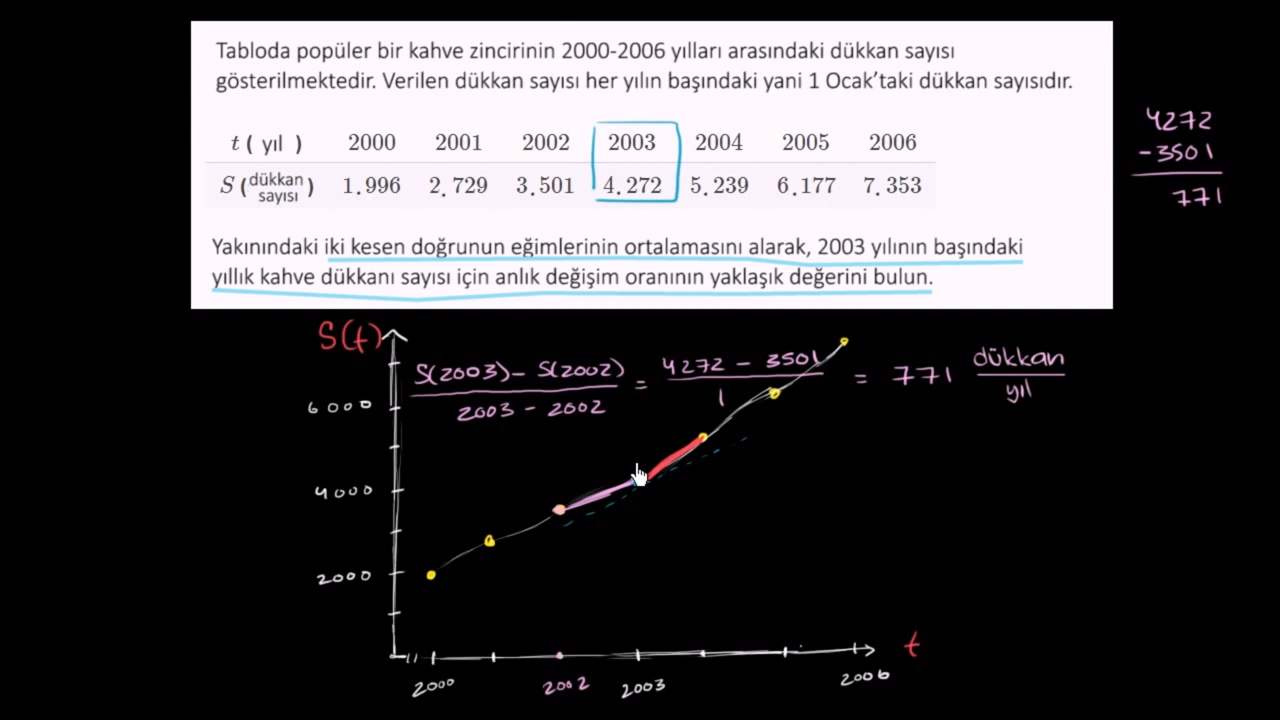 Tabloda popüler bir kahve zincirinin 2000-2006 yılları arasındaki dükkan sayısı
gösterilmektedir. Verilen dükkan sayısı her yılın başındaki yani 1 Ocak'taki dükkan sayısıdır.
t ( yıl ) 2000 2001 2002 2003 2004 2005 2006
S ( dükkan sayısı ) 1.996 2.729 3.501 4.272 5.239 6.177 7.353
Yakınındaki iki kesen doğrunun eğimlerinin ortalamasını alarak, 2003 yılının başındaki
yıllık kahve dükkanı sayısı için anlık değişim oranının yaklaşık değerini bulun.
4272
-3501
771
S(t)
S(2003) - S(2002) = 4272 - 3501 = 771 dükkan
2003 - 2002 1 yıl
6000
4000
2000
t
2000 2002 2003 2006